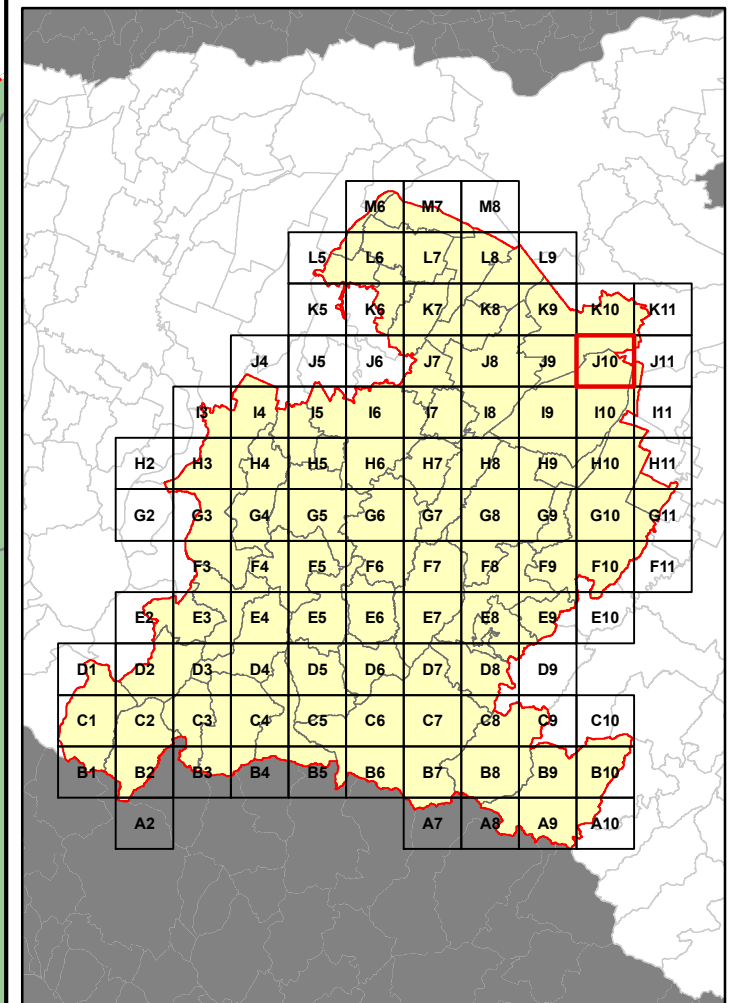 M6 M7 M8
L5 L6 L7 L8 L9
K5 K6 K7 K8 K9 K10 K11
J4 J5 J6 J7 J8 J9 J10 J11
I3 I4 I5 I6 I7 I8 I9 I10 I11
H2 H3 H4 H5 H6 H7 H8 H9 H10 H11
G2 G3 G4 G5 G6 G7 G8 G9 G10 G11
F3 F4 F5 F6 F7 F8 F9 F10 F11
E2 E3 E4 E5 E6 E7 E8 E9 E10
D1 D2 D3 D4 D5 D6 D7 D8 D9
C1 C2 C3 C4 C5 C6 C7 C8 C9 C10
B1 B2 B3 B4 B5 B6 B7 B8 B9 B10
A2 A7 A8 A9 A10